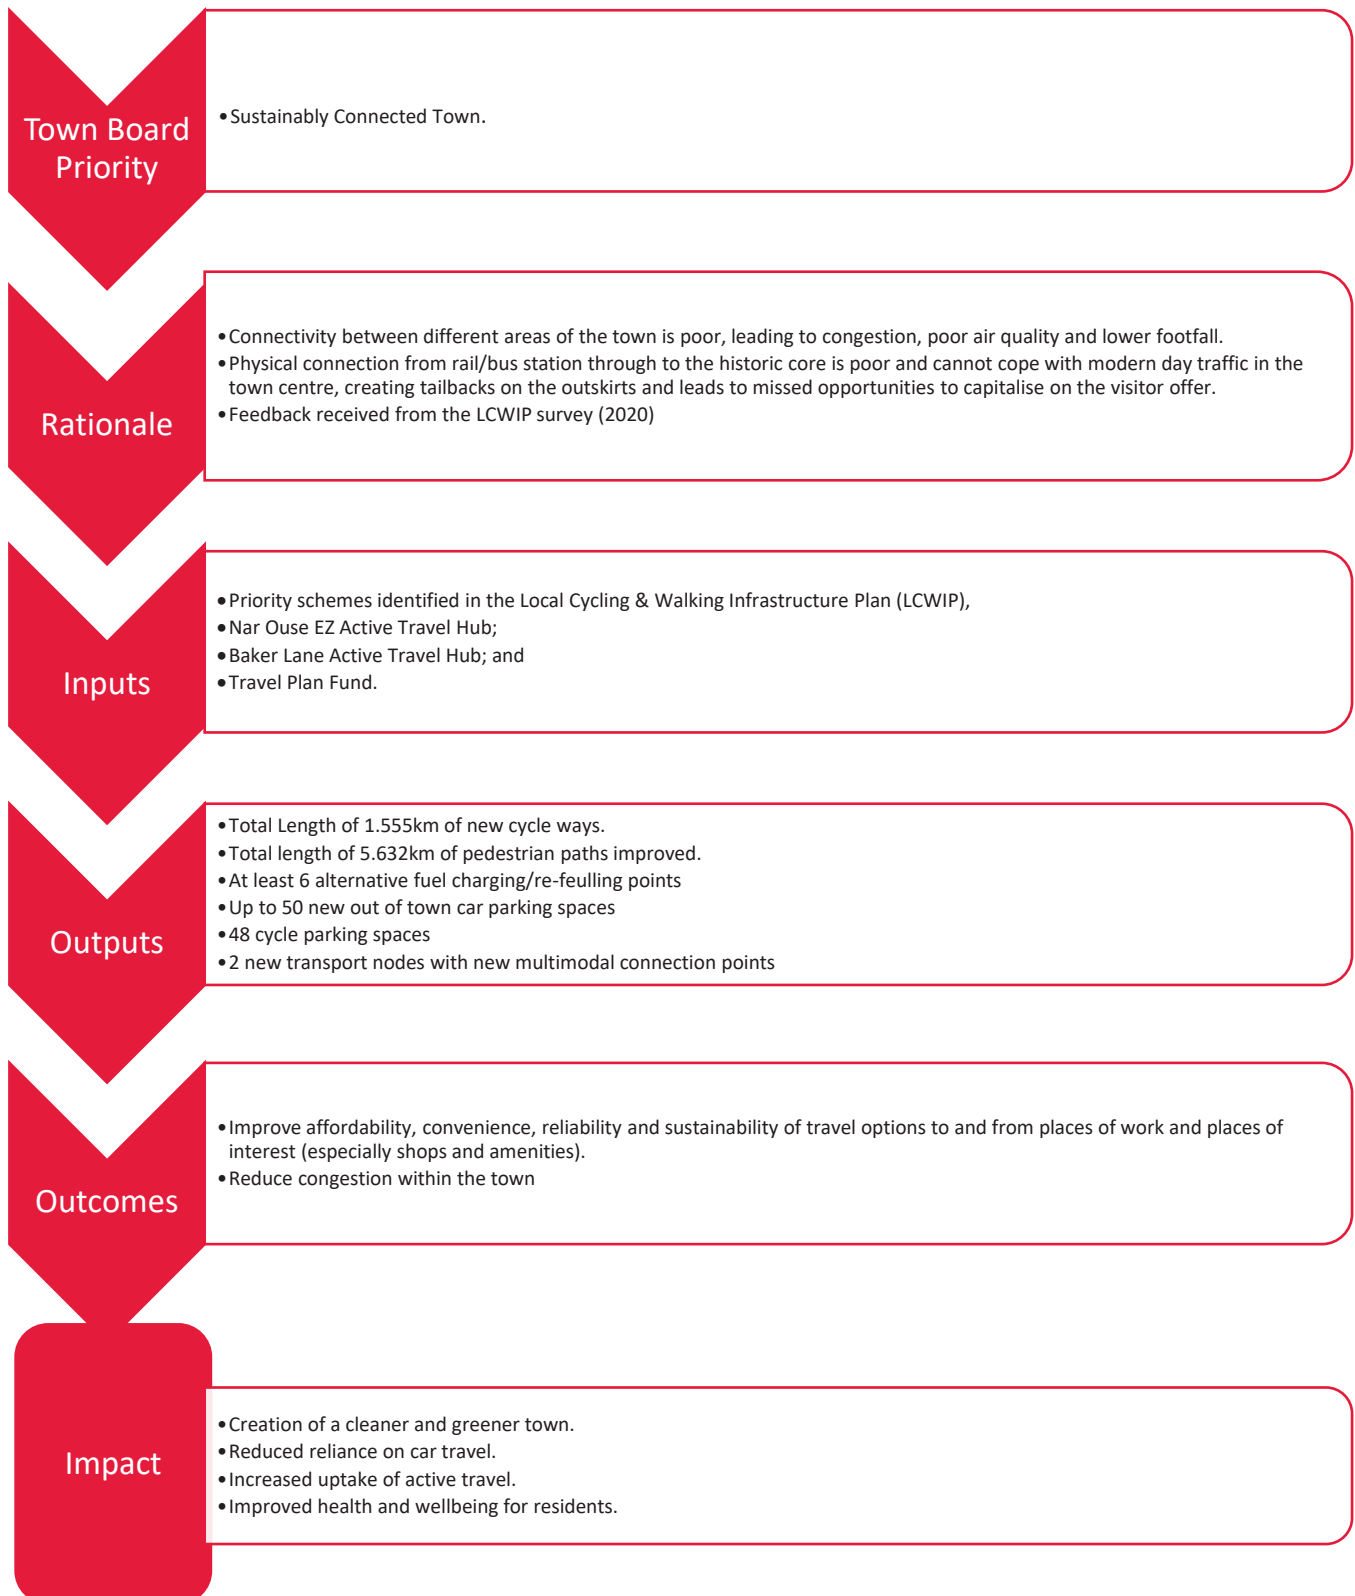 Town Board
Priority
•Sustainably Connected Town.
Rationale
•Connectivity between different areas of the town is poor, leading to congestion, poor air quality and lower footfall.
•Physical connection from rail/bus station through to the historic core is poor and cannot cope with modern day traffic in the
town centre, creating tailbacks on the outskirts and leads to missed opportunities to capitalise on the visitor offer.
•Feedback received from the LCWIP survey (2020)
Inputs
•Priority schemes identified in the Local Cycling & Walking Infrastructure Plan (LCWIP),
•Nar Ouse EZ Active Travel Hub;
•Baker Lane Active Travel Hub; and
•Travel Plan Fund.
Outputs
•Total Length of 1.555km of new cycle ways.
•Total length of 5.632km of pedestrian paths improved.
•At least 6 alternative fuel charging/re-feulling points
•Up to 50 new out of town car parking spaces
•48 cycle parking spaces
•2 new transport nodes with new multimodal connection points
Outcomes
•Improve affordability, convenience, reliability and sustainability of travel options to and from places of work and places of
interest (especially shops and amenities).
•Reduce congestion within the town
Impact
•Creation of a cleaner and greener town.
•Reduced reliance on car travel.
•Increased uptake of active travel.
•Improved health and wellbeing for residents.